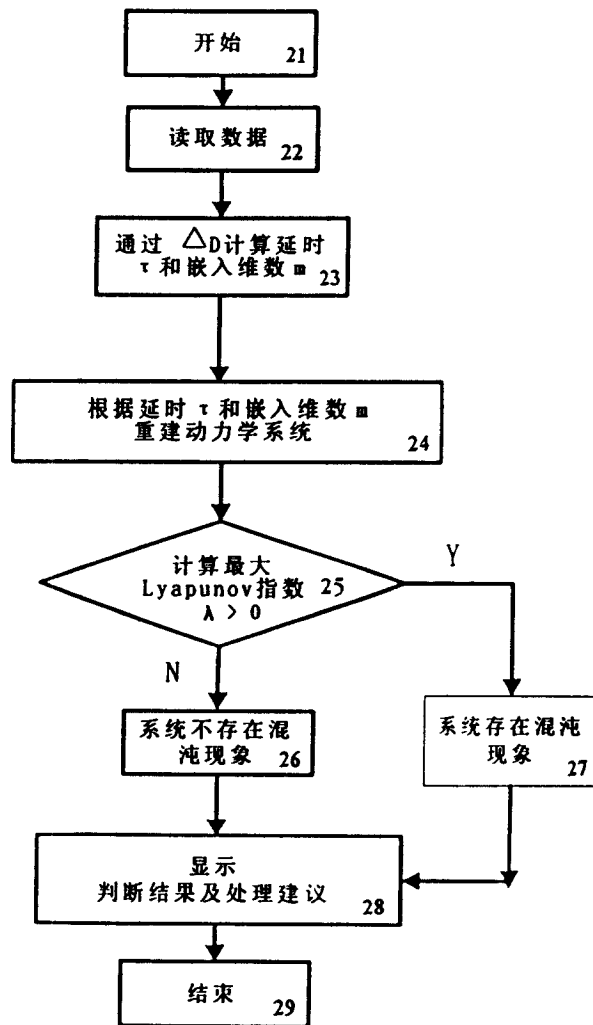 开始
21
读取数据
22
通过 △D计算延时
τ和嵌入维数m
23
根据延时τ和嵌入维数m
重建动力学系统
24
计算最大
Lyapunov指数
λ > 0
25
Y
N
系统不存在混
沌现象
26
系统存在混沌
现象
27
显示
判断结果及处理建议
28
结束
29